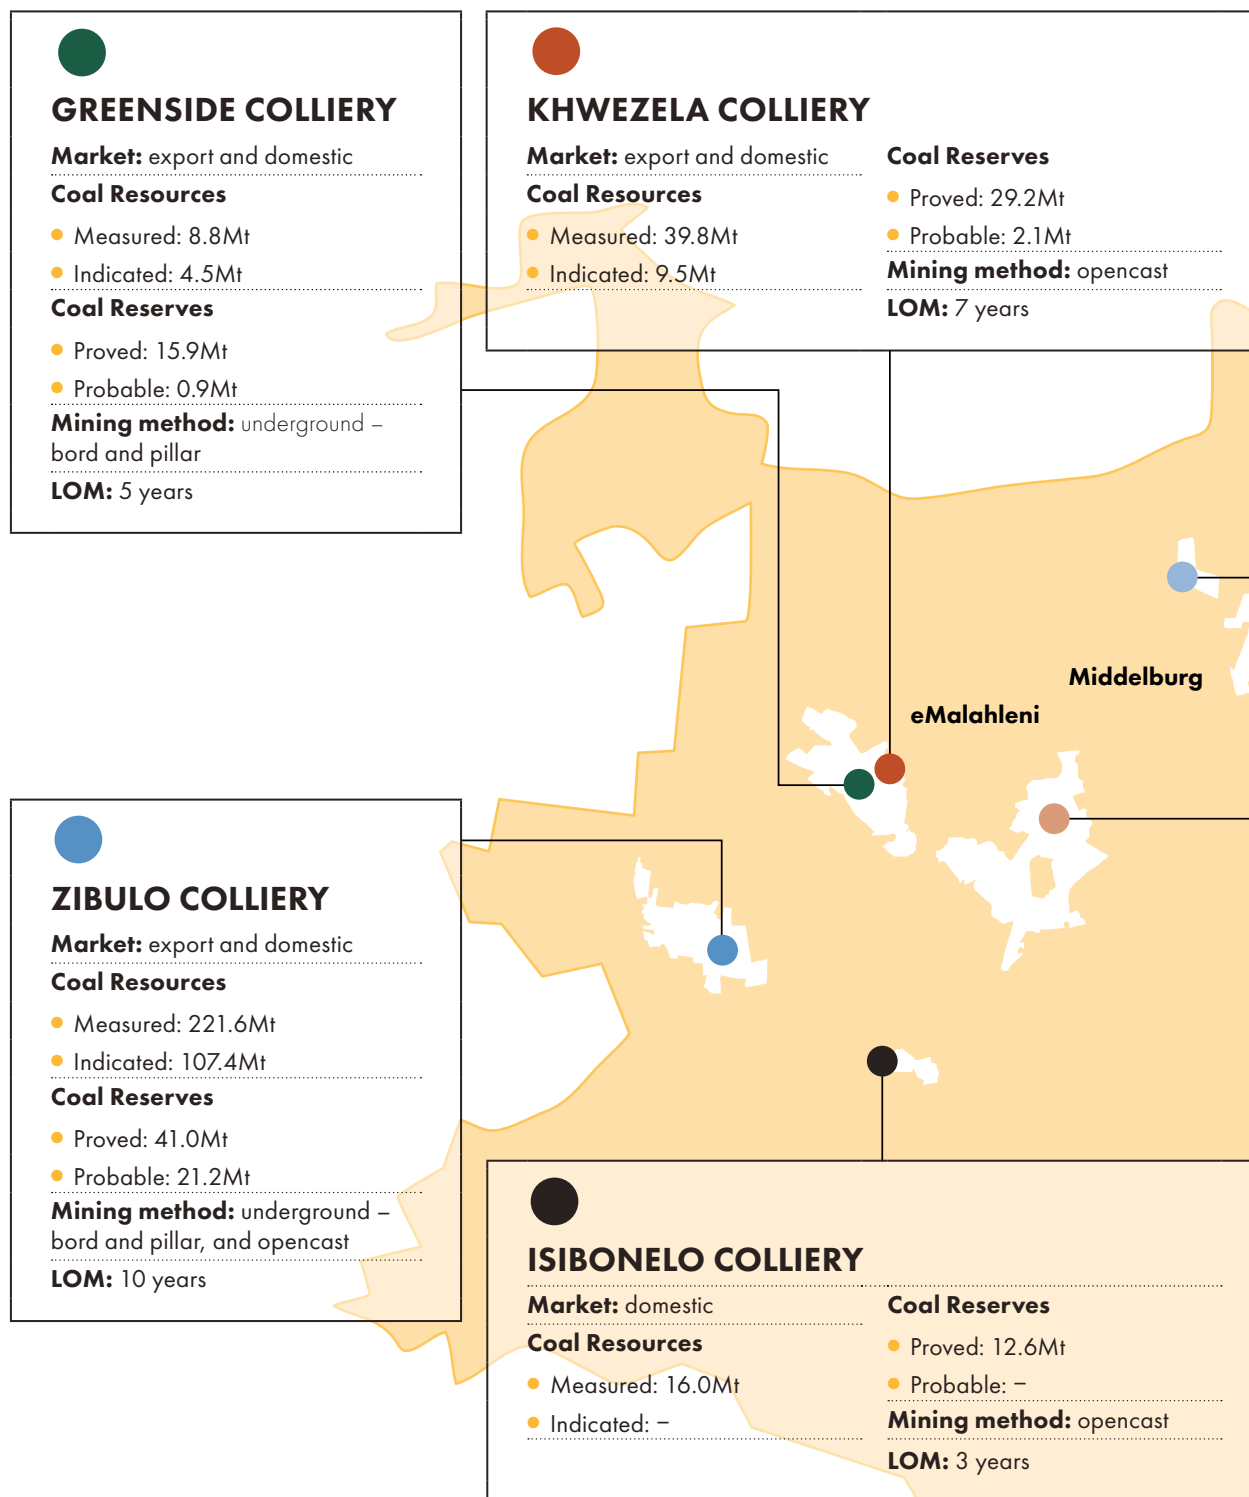 GREENSIDE COLLIERY
Market: export and domestic
Coal Resources
Measured: 8.8Mt
Indicated: 4.5Mt
Coal Reserves
Proved: 15.9Mt
Probable: 0.9Mt
Mining method: underground –
bord and pillar
LOM: 5 years
KHWEZELA COLLIERY
Market: export and domestic
Coal Resources
Measured: 39.8Mt
Indicated: 9.5Mt
Coal Reserves
Proved: 29.2Mt
Probable: 2.1Mt
Mining method: opencast
LOM: 7 years
Middelburg
eMalahleni
ZIBULO COLLIERY
Market: export and domestic
Coal Resources
Measured: 221.6Mt
Indicated: 107.4Mt
Coal Reserves
Proved: 41.0Mt
Probable: 21.2Mt
Mining method: underground –
bord and pillar, and opencast
LOM: 10 years
ISIBONELO COLLIERY
Market: domestic
Coal Resources
Measured: 16.0Mt
Indicated: –
Coal Reserves
Proved: 12.6Mt
Probable: –
Mining method: opencast
LOM: 3 years